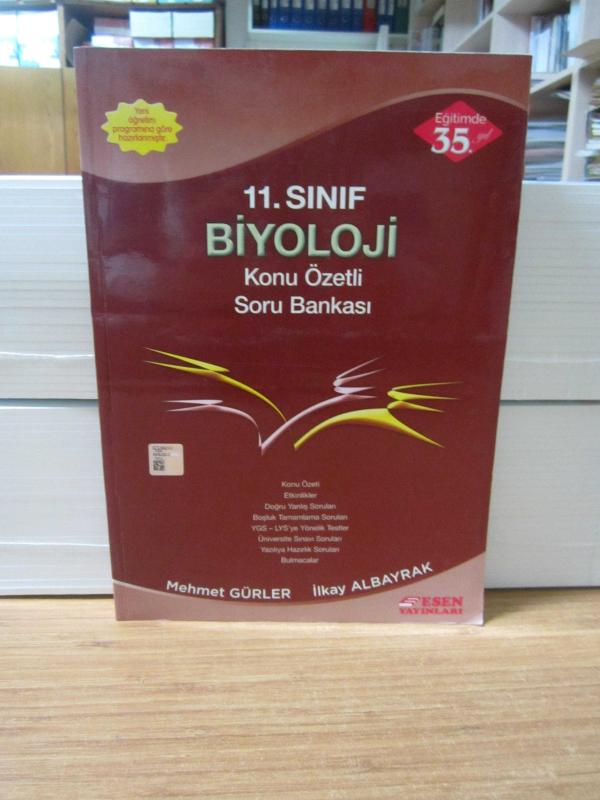 Yeni
öğretim
programına göre
hazırlanmıştır.
Eğitimde
35.
yıl
11. SINIF
BİYOLOJİ
Konu Özetli
Soru Bankası
Konu Özeti
Etkinlikler
Doğru Yanlış Soruları
Boşluk Tamamlama Soruları
YGS – LYS'ye Yönelik Testler
Üniversite Sınavı Soruları
Yazılıya Hazırlık Soruları
Bulmacalar
Mehmet GÜRLER İlkay ALBAYRAK
ESEN
YAYINLARI